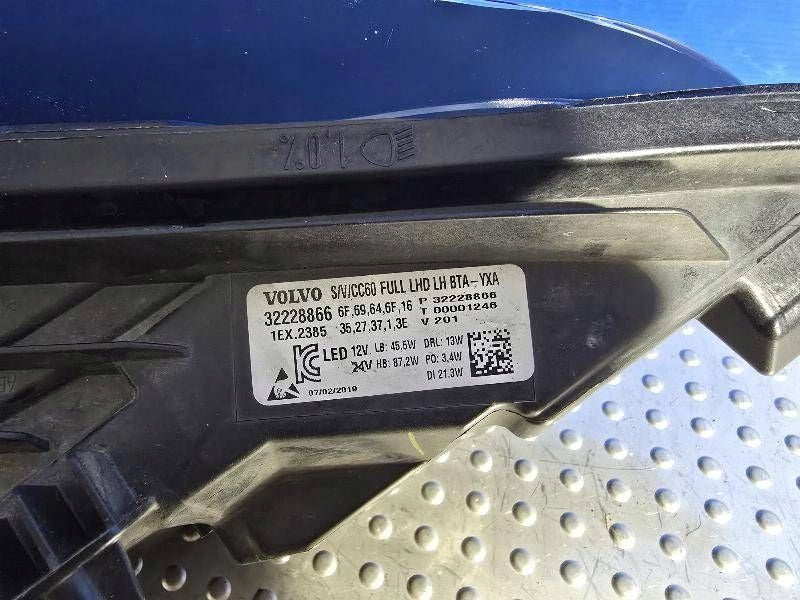 1.0%
VOLVO S/V/CC60 FULL LHD LH BTA-YXA
32228866 6F,69,64,6F,16 P 32228866
1EX.2385 35,27,37,1,3E T 00001246
V 201
LED 12V LB: 45,6W DRL: 13W
24V HB: 87,2W PO: 3,4W
DI 21,3W
07/02/2019